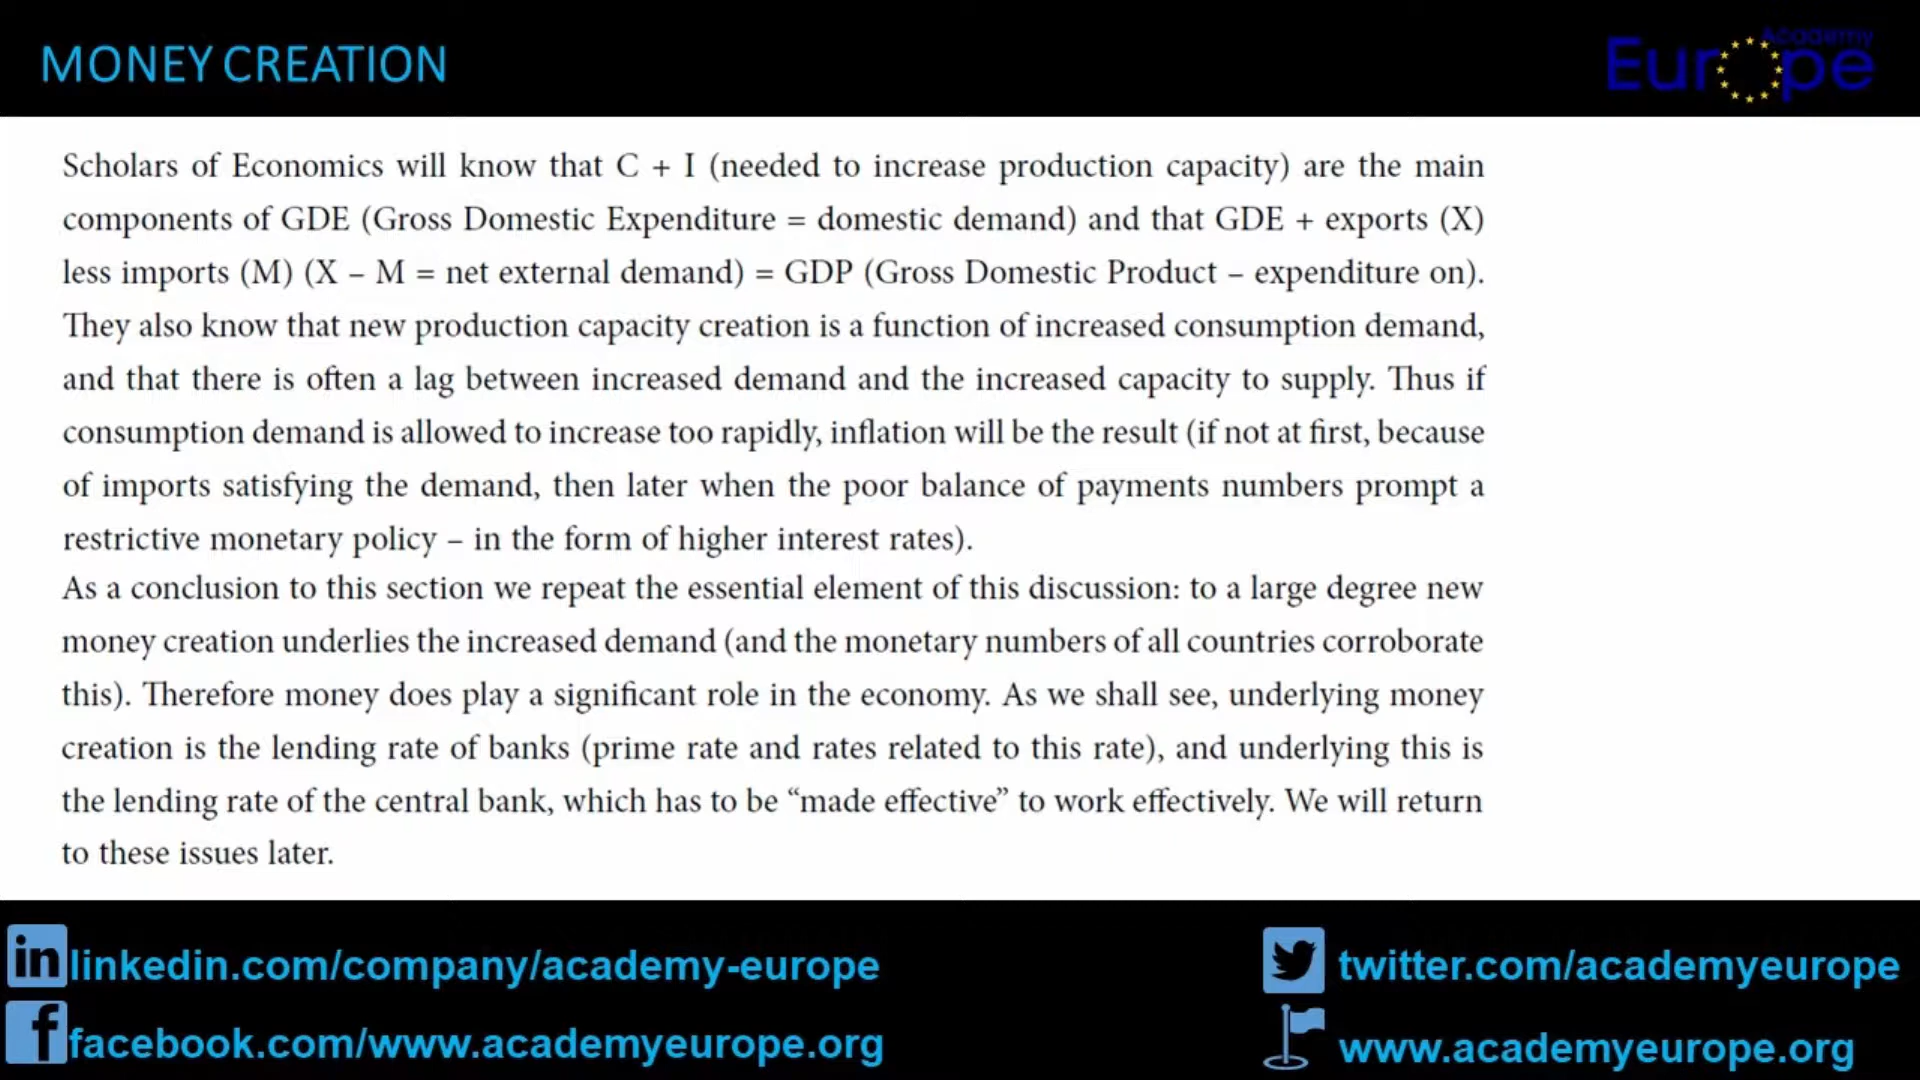 MONEY CREATION
Academy
Europe
Scholars of Economics will know that C + I (needed to increase production capacity) are the main
components of GDE (Gross Domestic Expenditure = domestic demand) and that GDE + exports (X)
less imports (M) (X – M = net external demand) = GDP (Gross Domestic Product – expenditure on).
They also know that new production capacity creation is a function of increased consumption demand,
and that there is often a lag between increased demand and the increased capacity to supply. Thus if
consumption demand is allowed to increase too rapidly, inflation will be the result (if not at first, because
of imports satisfying the demand, then later when the poor balance of payments numbers prompt a
restrictive monetary policy – in the form of higher interest rates).
As a conclusion to this section we repeat the essential element of this discussion: to a large degree new
money creation underlies the increased demand (and the monetary numbers of all countries corroborate
this). Therefore money does play a significant role in the economy. As we shall see, underlying money
creation is the lending rate of banks (prime rate and rates related to this rate), and underlying this is
the lending rate of the central bank, which has to be “made effective” to work effectively. We will return
to these issues later.
in linkedin.com/company/academy-europe
twitter.com/academyeurope
f facebook.com/www.academyeurope.org
www.academyeurope.org